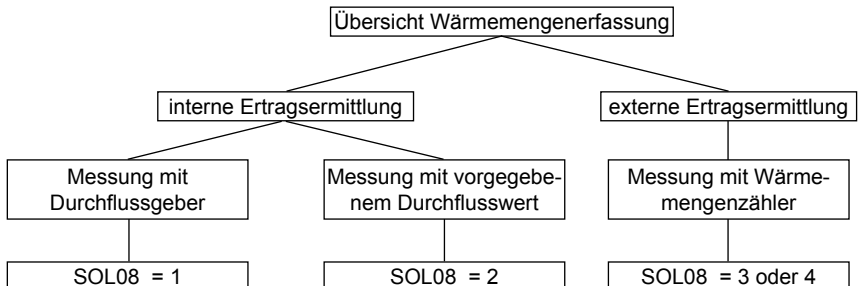 Übersicht Wärmemengenerfassung
interne Ertragsermittlung
externe Ertragsermittlung
Messung mit
Durchflussgeber
Messung mit vorgegebe-
nem Durchflusswert
Messung mit Wärme-
mengenzähler
SOL08 = 1
SOL08 = 2
SOL08 = 3 oder 4